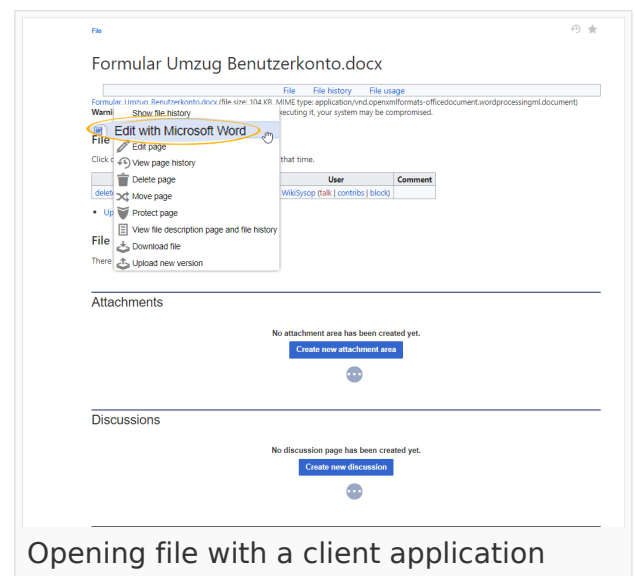 File
Formular Umzug Benutzerkonto.docx
File File history File usage
Formular_Umzug_Benutzerkonto.docx (file size: 104 KB, MIME type: application/vnd.openxmlformats-officedocument.wordprocessingml.document)
Warni Show file history ecuting it, your system may be compromised.
Edit with Microsoft Word
File
Edit page
Click View page history that time.
Delete page
User Comment
delet Move page WikiSysop (talk | contribs | block)
• Up Protect page
View file description page and file history
File Download file
There Upload new version
Attachments
No attachment area has been created yet.
Create new attachment area
Discussions
No discussion page has been created yet.
Create new discussion
Opening file with a client application